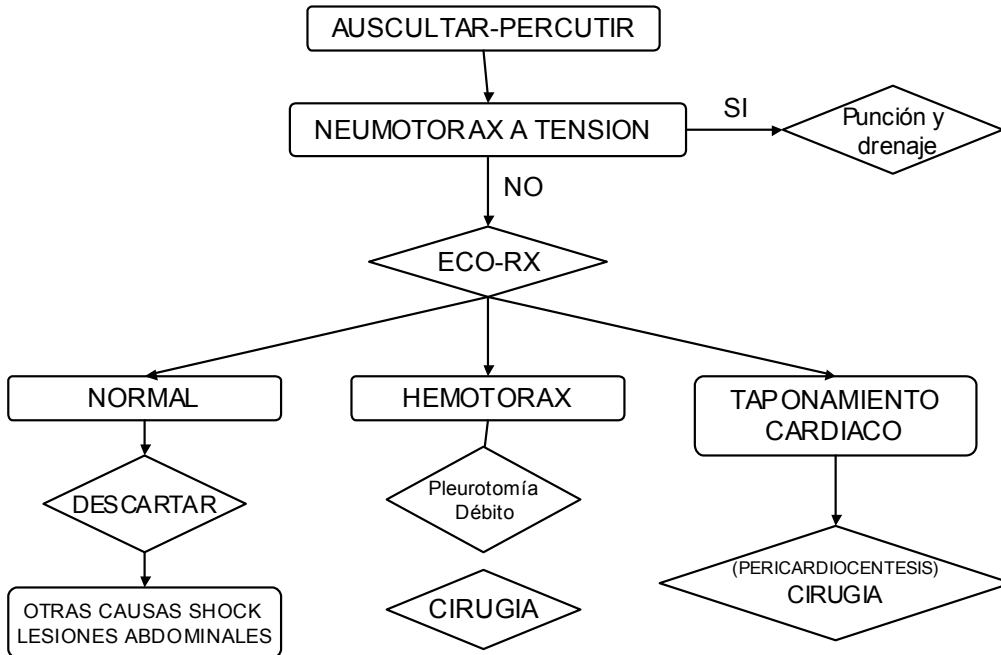 AUSCULTAR-PERCUTIR
NEUMOTORAX A TENSION
SI
Punción y
drenaje
NO
ECO-RX
NORMAL
HEMOTORAX
TAPONAMIENTO
CARDIACO
DESCARTAR
Pleurotomía
Débito
(PERICARDIOCENTESIS)
CIRUGIA
OTRAS CAUSAS SHOCK
LESIONES ABDOMINALES
CIRUGIA